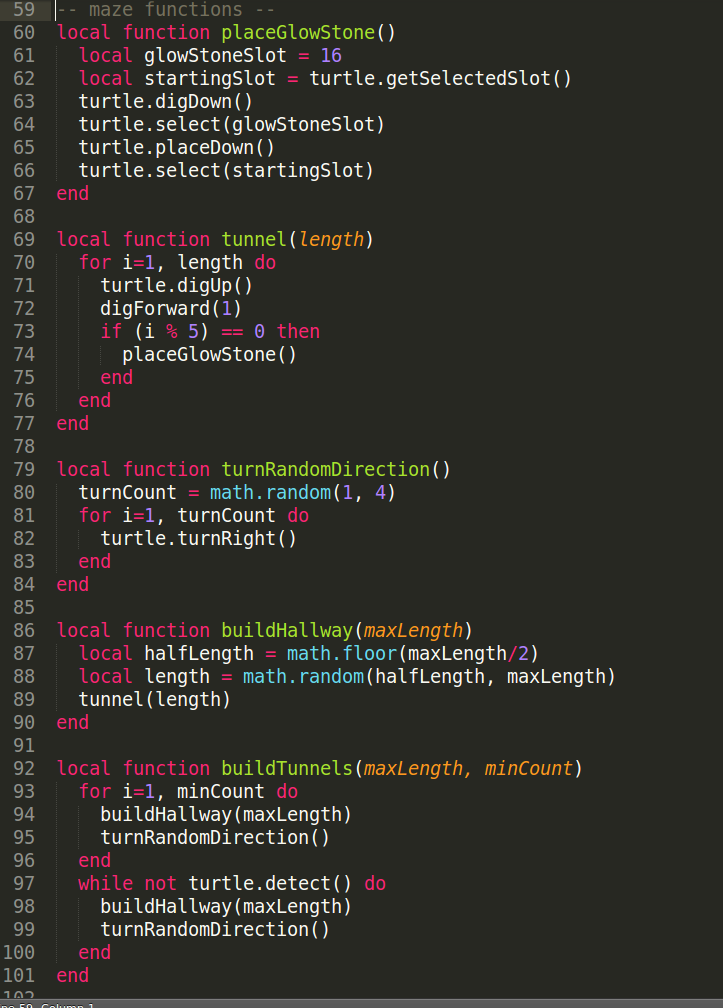 59 -- maze functions --
60 local function placeGlowStone()
61   local glowStoneSlot = 16
62   local startingSlot = turtle.getSelectedSlot()
63   turtle.digDown()
64   turtle.select(glowStoneSlot)
65   turtle.placeDown()
66   turtle.select(startingSlot)
67 end
68
69 local function tunnel(length)
70   for i=1, length do
71     turtle.digUp()
72     digForward(1)
73     if (i % 5) == 0 then
74       placeGlowStone()
75     end
76   end
77 end
78
79 local function turnRandomDirection()
80   turnCount = math.random(1, 4)
81   for i=1, turnCount do
82     turtle.turnRight()
83   end
84 end
85
86 local function buildHallway(maxLength)
87   local halfLength = math.floor(maxLength/2)
88   local length = math.random(halfLength, maxLength)
89   tunnel(length)
90 end
91
92 local function buildTunnels(maxLength, minCount)
93   for i=1, minCount do
94     buildHallway(maxLength)
95     turnRandomDirection()
96   end
97   while not turtle.detect() do
98     buildHallway(maxLength)
99     turnRandomDirection()
100   end
101 end
102
59, Column 1